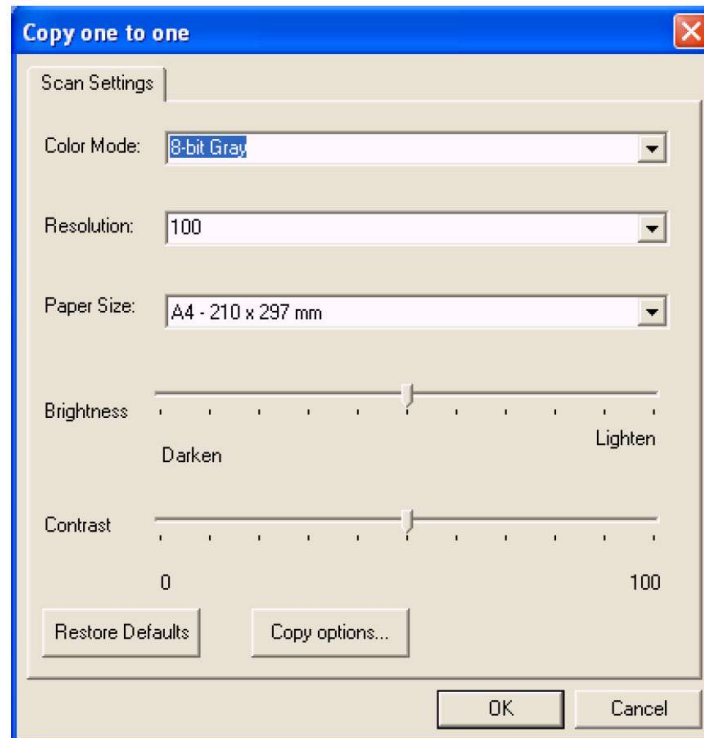 Copy one to one
Scan Settings
Color Mode: 8-bit Gray
Resolution: 100
Paper Size: A4 - 210 x 297 mm
Brightness
Darken Lighten
Contrast
0 100
Restore Defaults Copy options...
OK Cancel